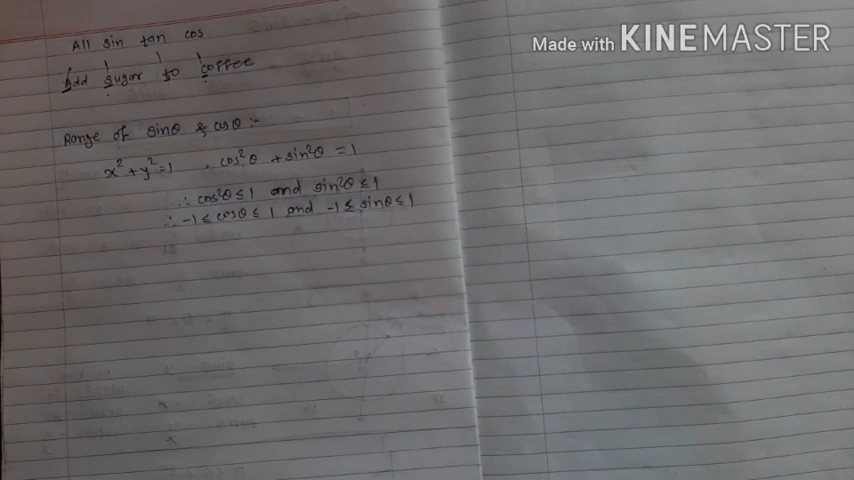 All sin tan cos
Made with KINEMASTER
Add sugar to coffee
Range of sinθ & cosθ :-
x² + y² = 1 . cos²θ + sin²θ = 1
∴ cos²θ ≤ 1 and sin²θ ≤ 1
∴ -1 ≤ cosθ ≤ 1 and -1 ≤ sinθ ≤ 1